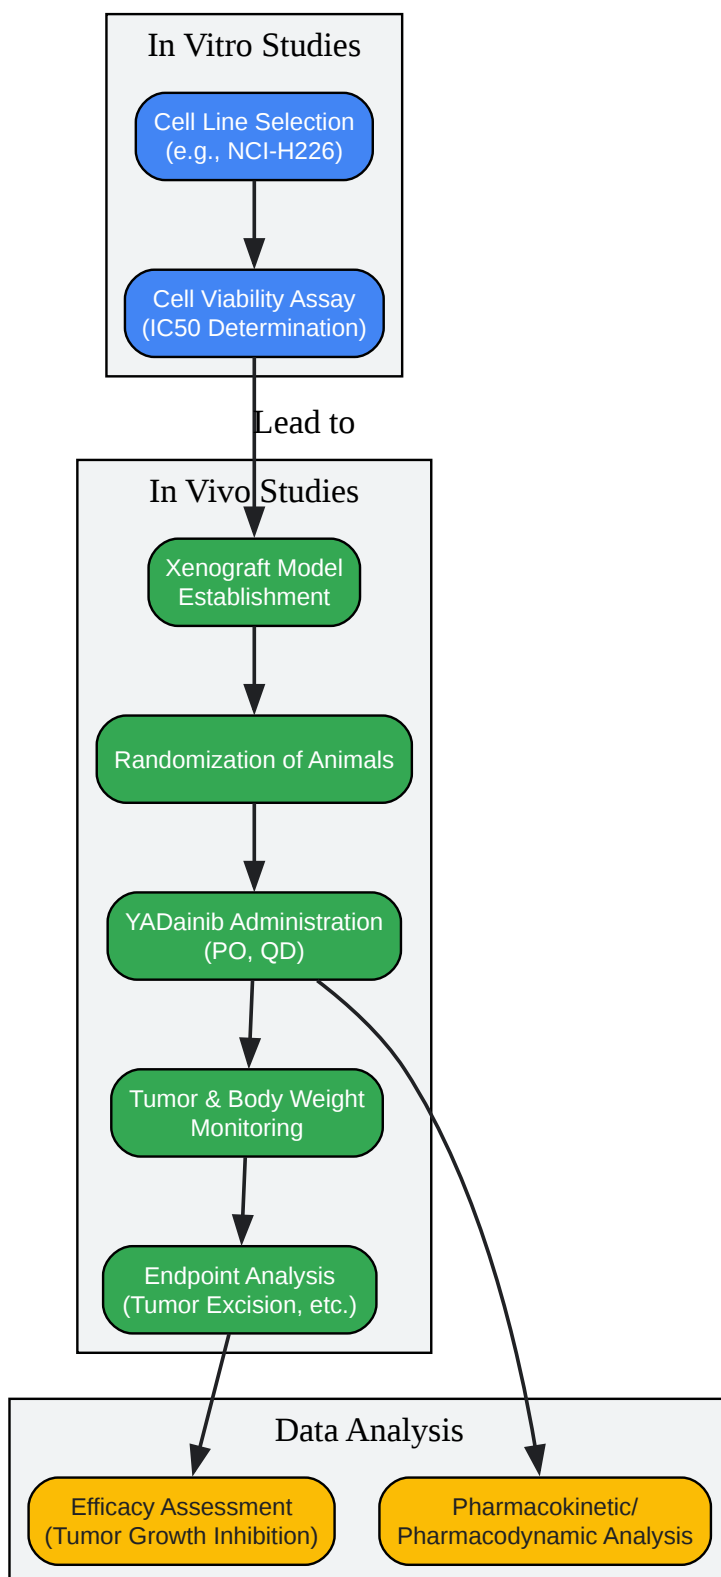 In Vitro Studies
Cell Line Selection
(e.g., NCI-H226)
Cell Viability Assay
(IC50 Determination)
Lead to
In Vivo Studies
Xenograft Model
Establishment
Randomization of Animals
YADainib Administration
(PO, QD)
Tumor & Body Weight
Monitoring
Endpoint Analysis
(Tumor Excision, etc.)
Data Analysis
Efficacy Assessment
(Tumor Growth Inhibition)
Pharmacokinetic/
Pharmacodynamic Analysis